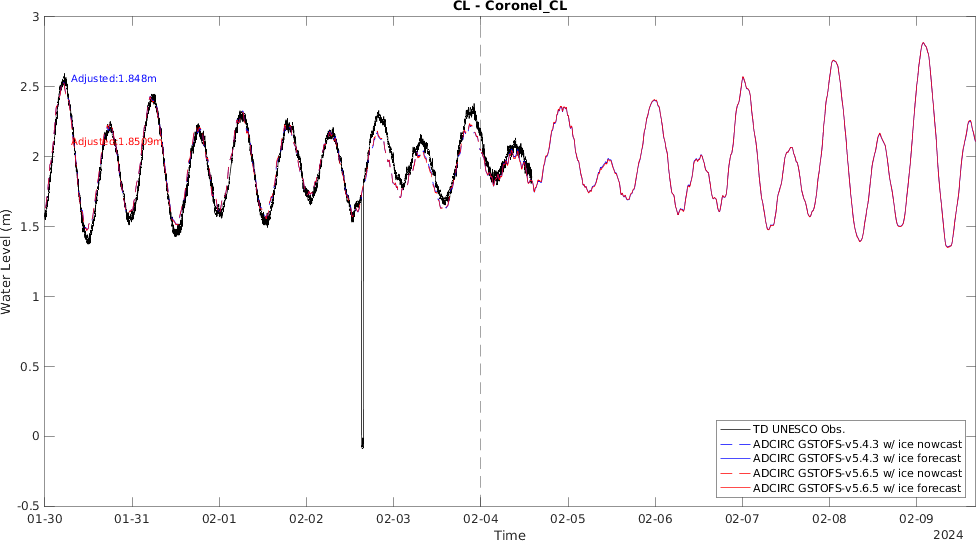 CL - Coronel_CL
3
2.5
2
1.5
1
0.5
0
-0.5
Water Level (m)
Adjusted:1.848m
Adjusted:1.8509m
TD UNESCO Obs.
ADCIRC GSTOFS-v5.4.3 w/ ice nowcast
ADCIRC GSTOFS-v5.4.3 w/ ice forecast
ADCIRC GSTOFS-v5.6.5 w/ ice nowcast
ADCIRC GSTOFS-v5.6.5 w/ ice forecast
01-30 01-31 02-01 02-02 02-03 02-04 02-05 02-06 02-07 02-08 02-09
Time
2024